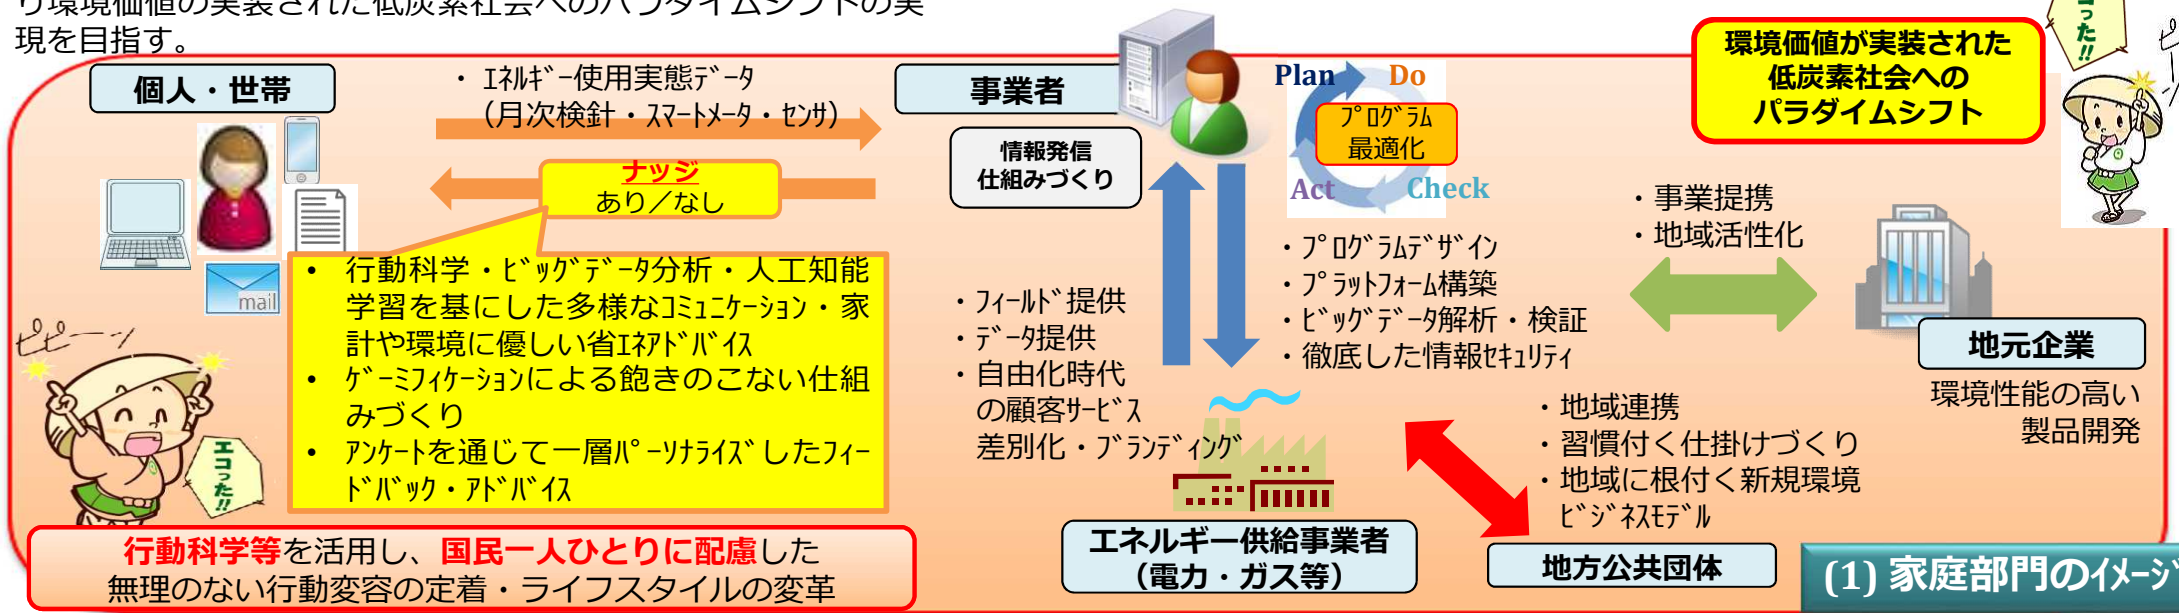 り環境価値の実装された低炭素社会へのパラダイムシフトの実
現を目指す。
個人・世帯
・ ｴﾈﾙｷﾞｰ使用実態ﾃﾞｰﾀ
（月次検針・ｽﾏｰﾄﾒｰﾀ・ｾﾝｻ）
ナッジ
あり／なし
mail
• 行動科学・ﾋﾞｯｸﾞﾃﾞｰﾀ分析・人工知能
学習を基にした多様なｺﾐｭﾆｹｰｼｮﾝ・家
計や環境に優しい省ｴﾈｱﾄﾞﾊﾞｲｽ
• ｹﾞｰﾐﾌｨｹｰｼｮﾝによる飽きのこない仕組
みづくり
• ｱﾝｹｰﾄを通じて一層ﾊﾟｰｿﾅﾗｲｽﾞしたﾌｨｰ
ﾄﾞﾊﾞｯｸ・ｱﾄﾞﾊﾞｲｽ
ピピーッ
エコった!!
行動科学等を活用し、国民一人ひとりに配慮した
無理のない行動変容の定着・ライフスタイルの変革
事業者
情報発信
仕組みづくり
Plan
Do
ﾌﾟﾛｸﾞﾗﾑ
最適化
Act
Check
・ﾌﾟﾛｸﾞﾗﾑﾃﾞｻﾞｲﾝ
・ﾌﾟﾗｯﾄﾌｫｰﾑ構築
・ﾋﾞｯｸﾞﾃﾞｰﾀ解析・検証
・徹底した情報ｾｷｭﾘﾃｨ
・ﾌｨｰﾙﾄﾞ提供
・ﾃﾞｰﾀ提供
・自由化時代
の顧客ｻｰﾋﾞｽ
差別化・ﾌﾞﾗﾝﾃﾞｨﾝｸﾞ
エネルギー供給事業者
（電力・ガス等）
環境価値が実装された
低炭素社会への
パラダイムシフト
った!!
・事業提携
・地域活性化
地元企業
環境性能の高い
製品開発
・地域連携
・習慣付く仕掛けづくり
・地域に根付く新規環境
ﾋﾞｼﾞﾈｽﾓﾃﾞﾙ
地方公共団体
(1) 家庭部門のｲﾒｰｼﾞ